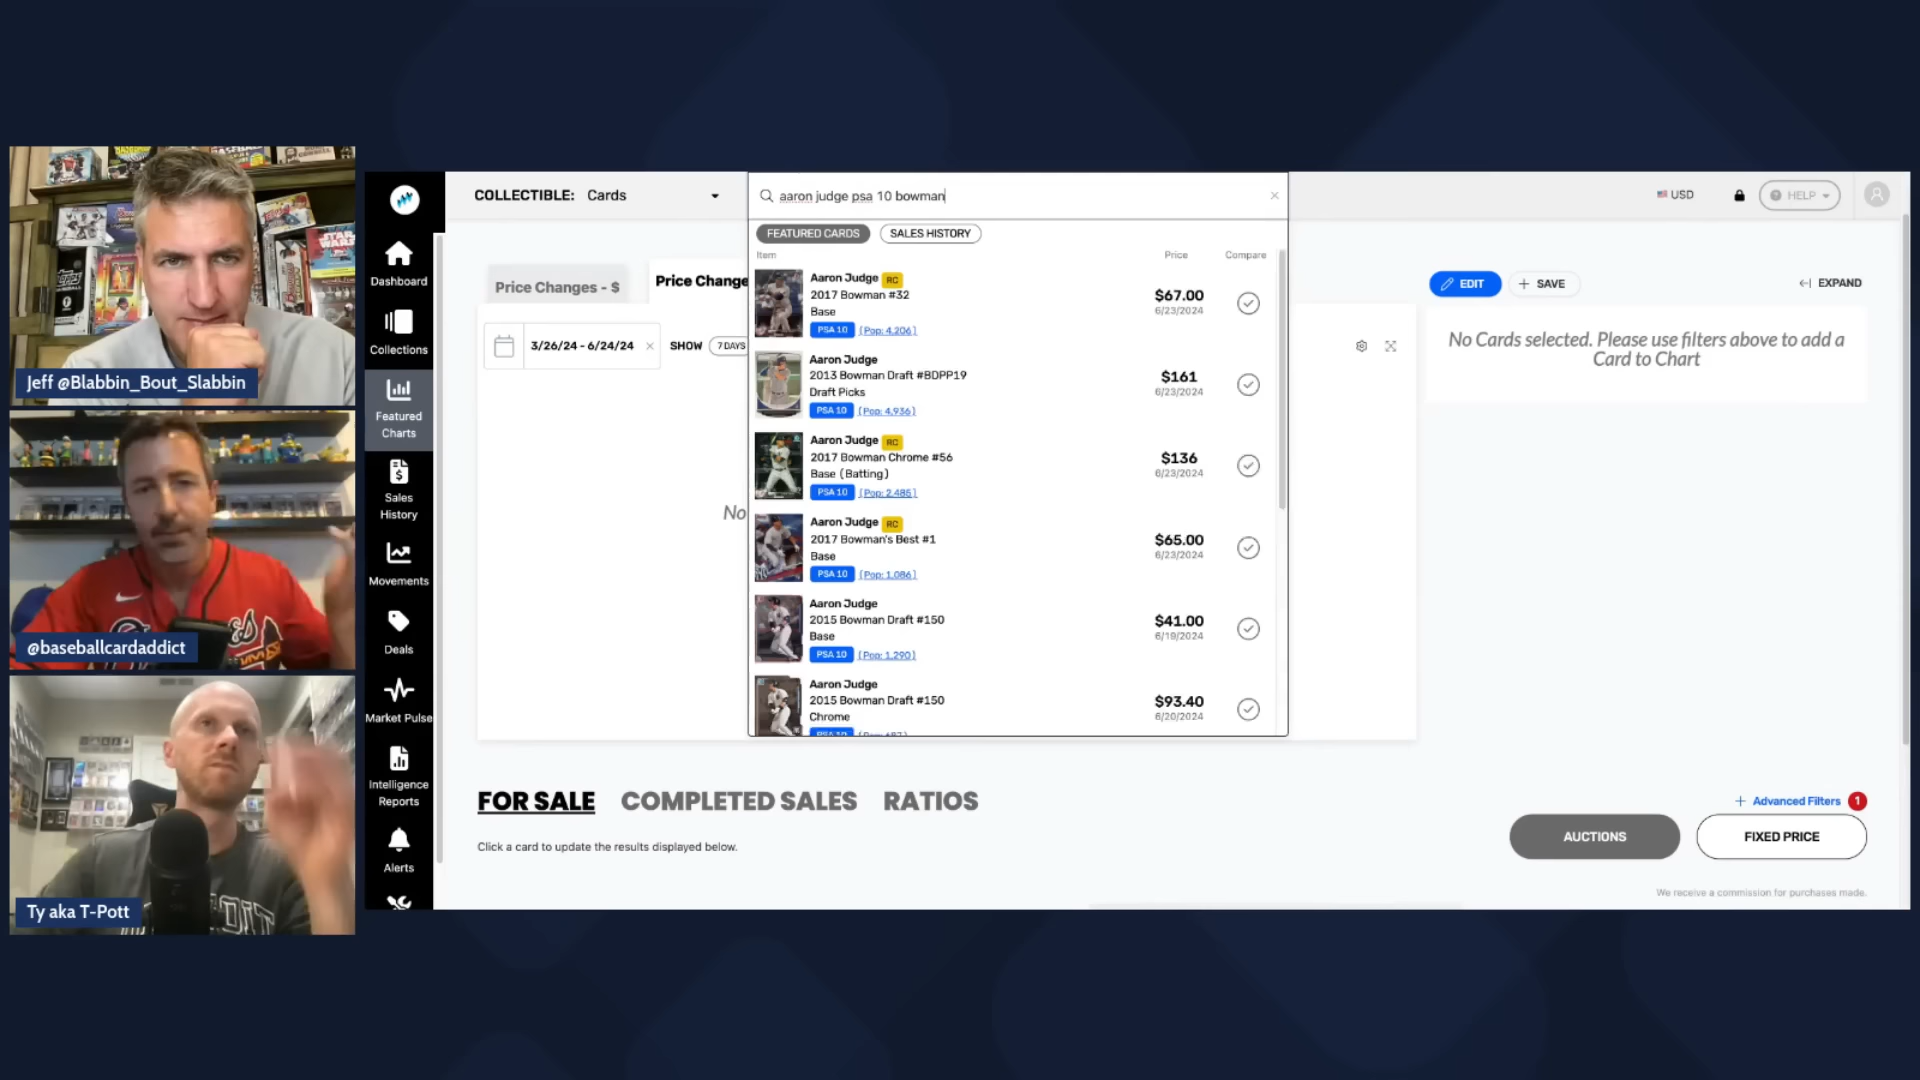 Jeff @Blabbin_Bout_Slabbin
@baseballcardaddict
Ty aka T-Pott
Dashboard
Collections
Featured
Charts
Sales
History
Movements
Deals
Market Pulse
Intelligence
Reports
Alerts
COLLECTIBLE: Cards
aaron judge psa 10 bowman
USD
HELP
FEATURED CARDS
SALES HISTORY
Item
Price
Compare
Aaron Judge RC
2017 Bowman #32
Base
PSA 10 (Pop: 4,206)
$67.00
6/23/2024
Aaron Judge
2013 Bowman Draft #BDPP19
Draft Picks
PSA 10 (Pop: 4,936)
$161
6/23/2024
Aaron Judge RC
2017 Bowman Chrome #56
Base (Batting)
PSA 10 (Pop: 2,485)
$136
6/23/2024
Aaron Judge RC
2017 Bowman's Best #1
Base
PSA 10 (Pop: 1,086)
$65.00
6/23/2024
Aaron Judge
2015 Bowman Draft #150
Base
PSA 10 (Pop: 1,290)
$41.00
6/19/2024
Aaron Judge
2015 Bowman Draft #150
Chrome
$93.40
6/20/2024
Price Changes - $
Price Change
3/26/24 - 6/24/24
SHOW
7 DAYS
No
EDIT
SAVE
EXPAND
No Cards selected. Please use filters above to add a
Card to Chart
FOR SALE
COMPLETED SALES
RATIOS
Click a card to update the results displayed below.
+ Advanced Filters 1
AUCTIONS
FIXED PRICE
We receive a commission for purchases made.
STAR
WARS